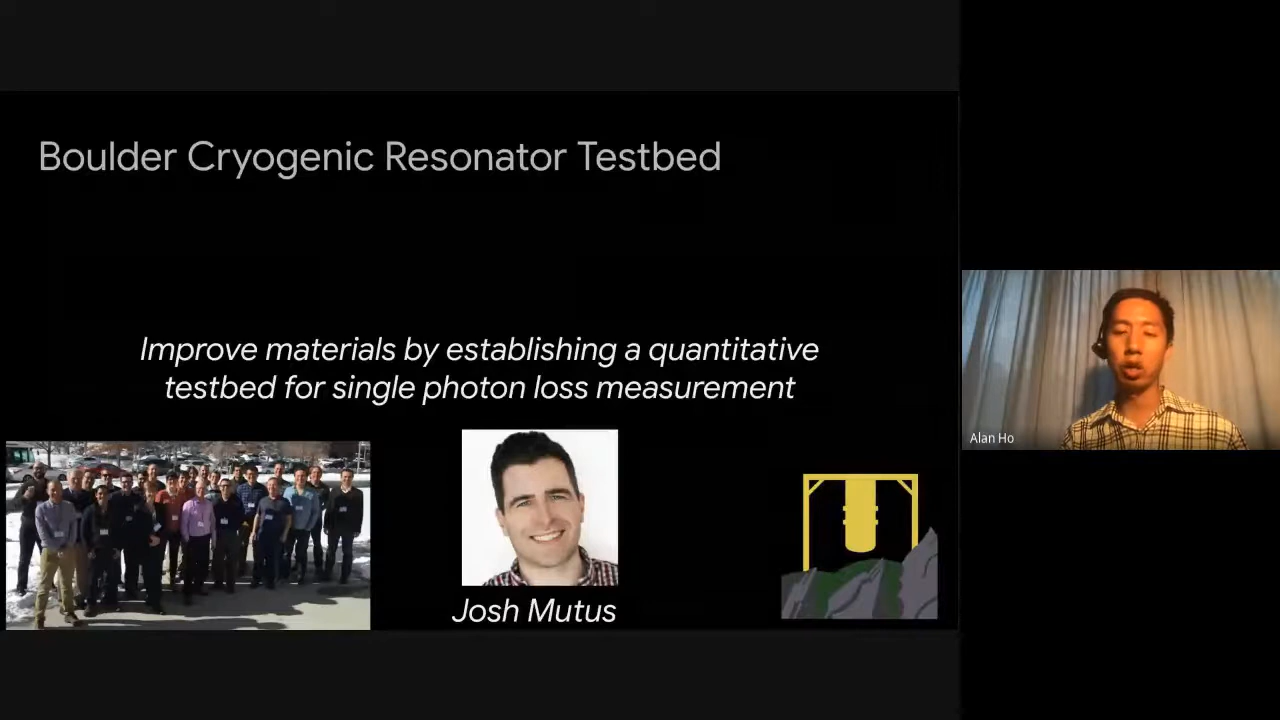 Boulder Cryogenic Resonator Testbed
Improve materials by establishing a quantitative
testbed for single photon loss measurement
Josh Mutus
Alan Ho